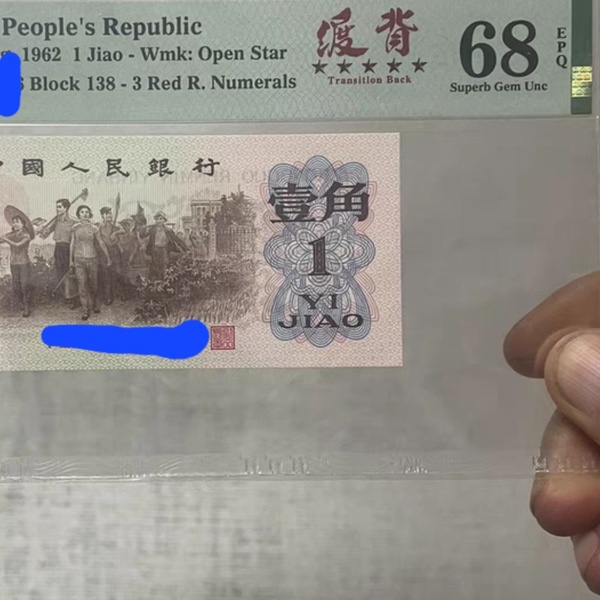 People's Republic
1962 1 Jiao - Wmk: Open Star
Block 138 - 3 Red R. Numerals
渡背
★★★★★
Transition Back
68
EPQ
Superb Gem Unc
中國人民銀行
壹角
1
YI
JIAO